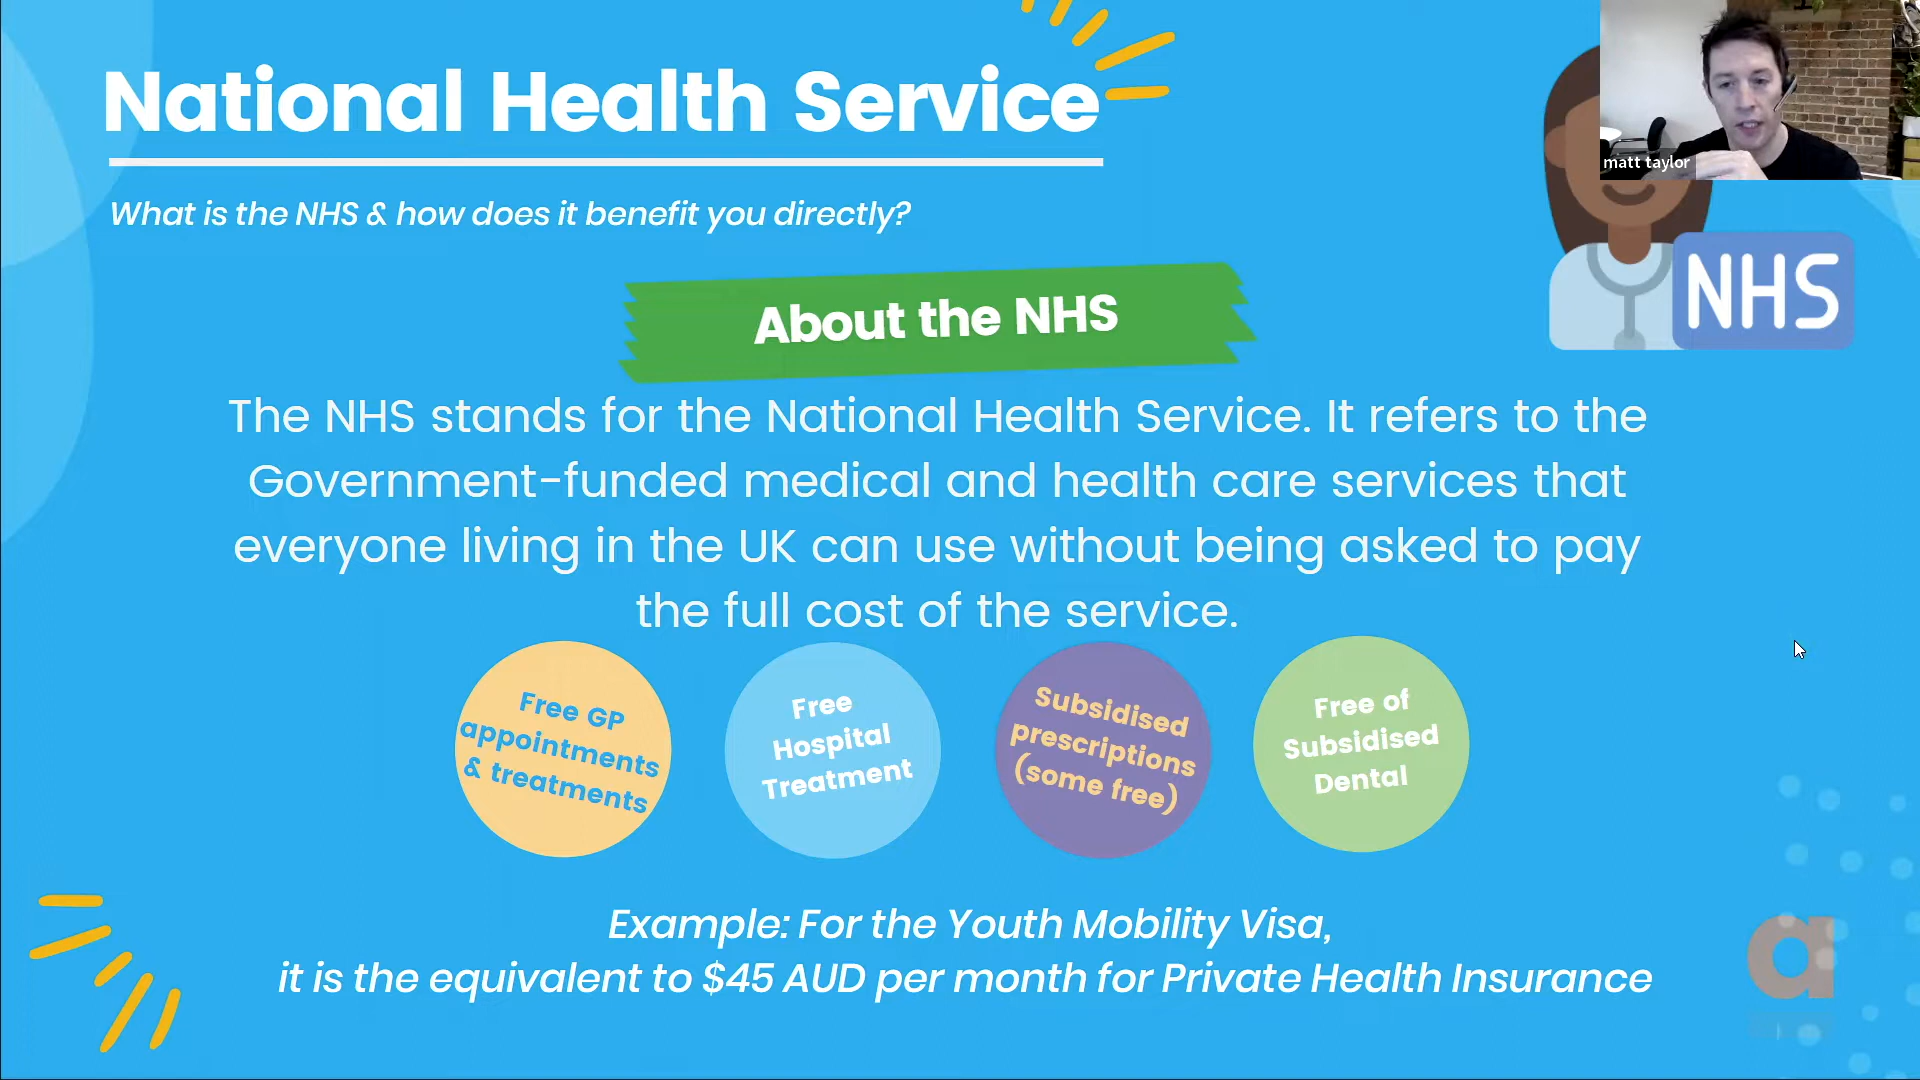 National Health Service
matt taylor
What is the NHS & how does it benefit you directly?
NHS
About the NHS
The NHS stands for the National Health Service. It refers to the
Government-funded medical and health care services that
everyone living in the UK can use without being asked to pay
the full cost of the service.
Free GP
appointments
& treatments
Free
Hospital
Treatment
Subsidised
prescriptions
(some free)
Free of
Subsidised
Dental
Example: For the Youth Mobility Visa,
it is the equivalent to $45 AUD per month for Private Health Insurance
a